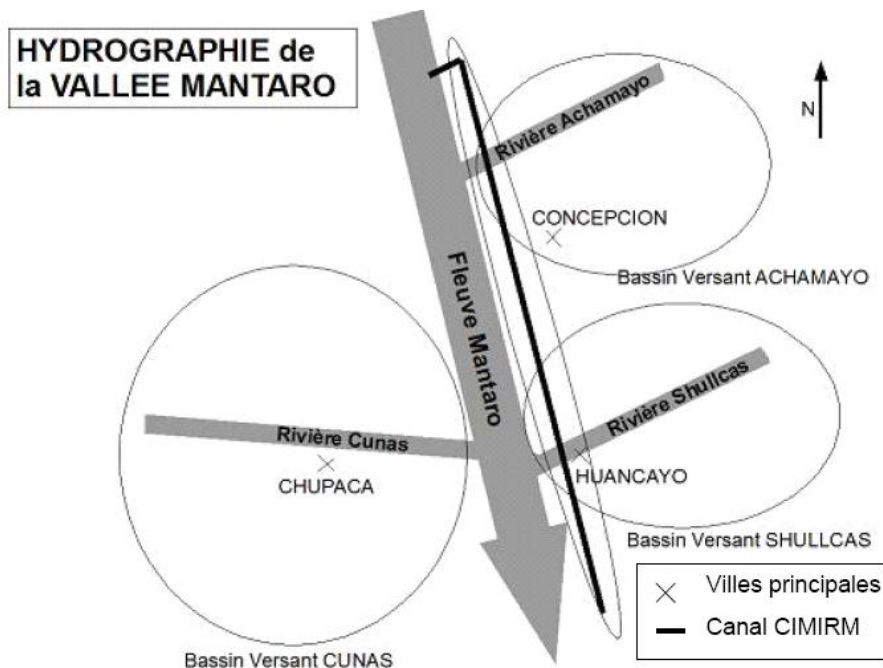 HYDROGRAPHIE de
la VALLEE MANTARO
Rivière Achamayo
N
CONCEPCION
Bassin Versant ACHAMAYO
Fleuve Mantaro
Rivière Shullcas
Rivière Cunas
CHUPACA
HUANCAYO
Bassin Versant SHULLCAS
Villes principales
Canal CIMIRM
Bassin Versant CUNAS